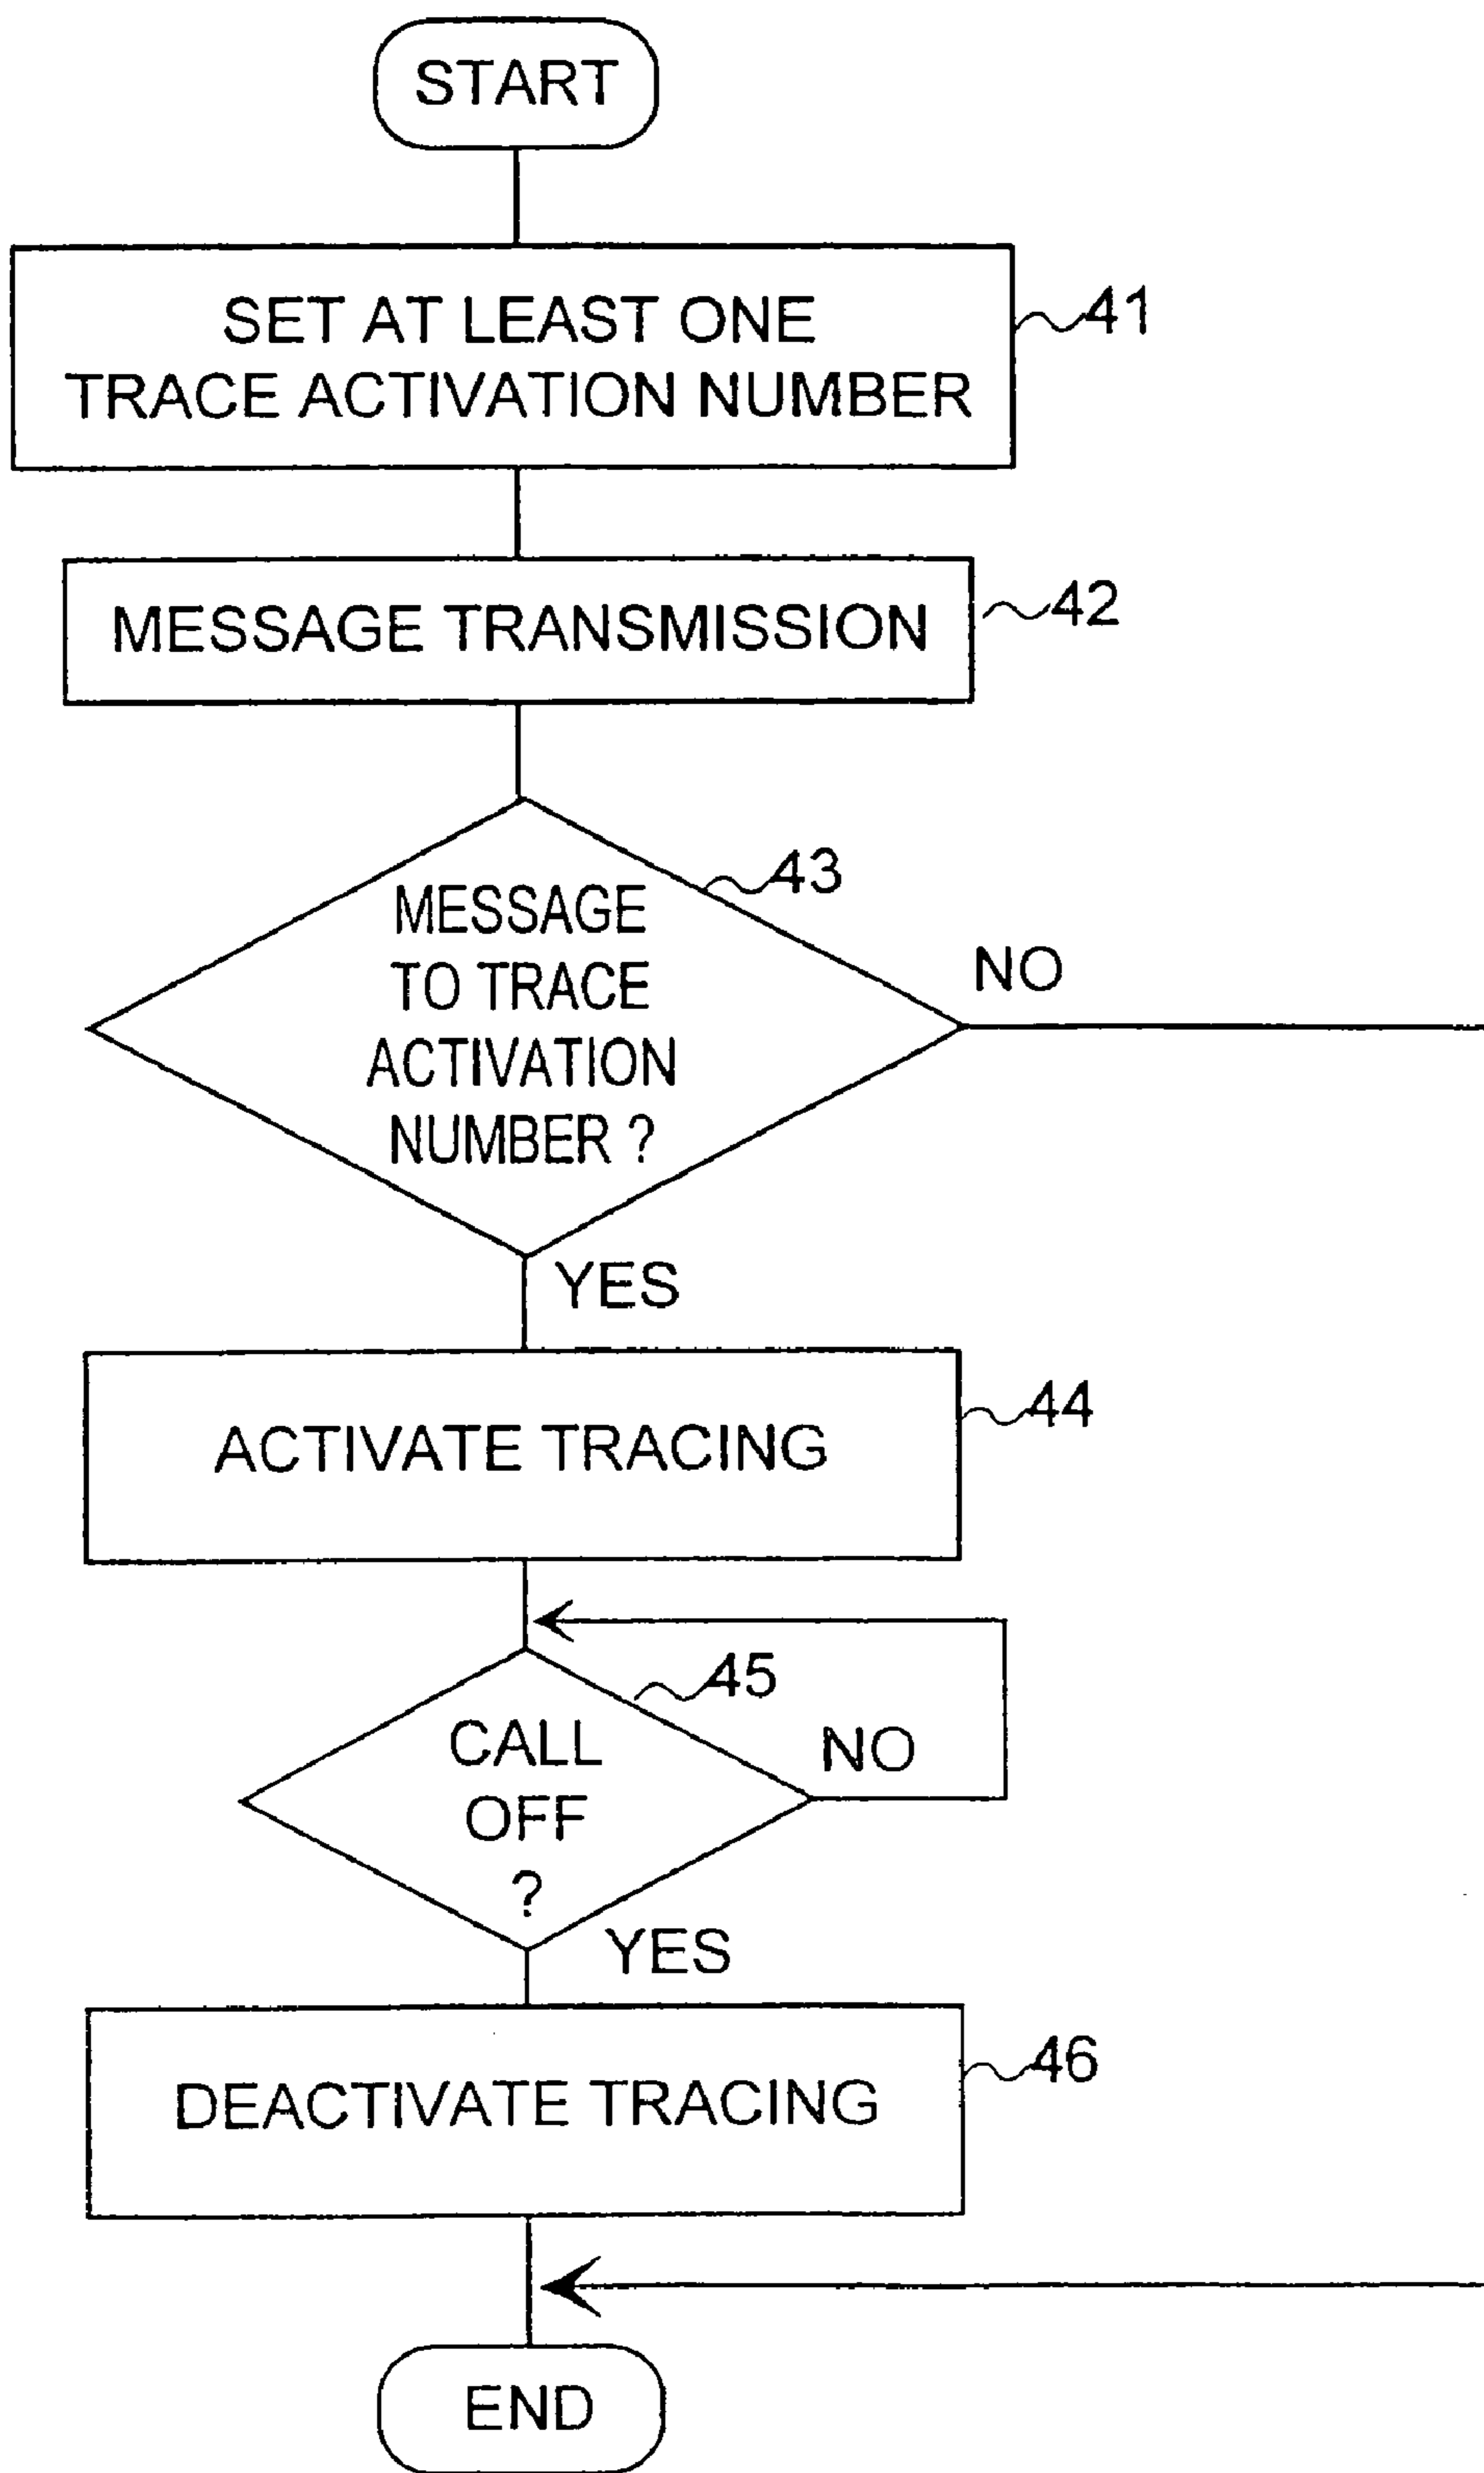 START
SET AT LEAST ONE
TRACE ACTIVATION NUMBER
41
MESSAGE TRANSMISSION
42
43
MESSAGE
TO TRACE
ACTIVATION
NUMBER ?
NO
YES
ACTIVATE TRACING
44
45
CALL
OFF
?
NO
YES
DEACTIVATE TRACING
46
END